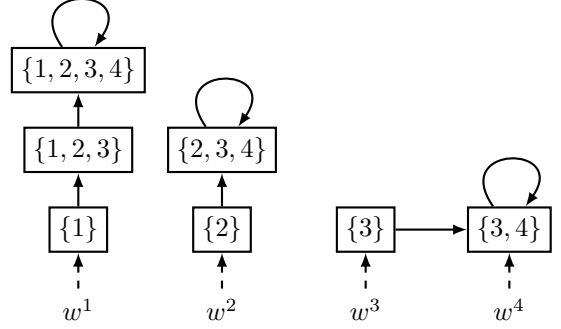 {1, 2, 3, 4}
{1, 2, 3} {2, 3, 4}
{1} {2} {3} {3, 4}
w¹ w² w³ w⁴